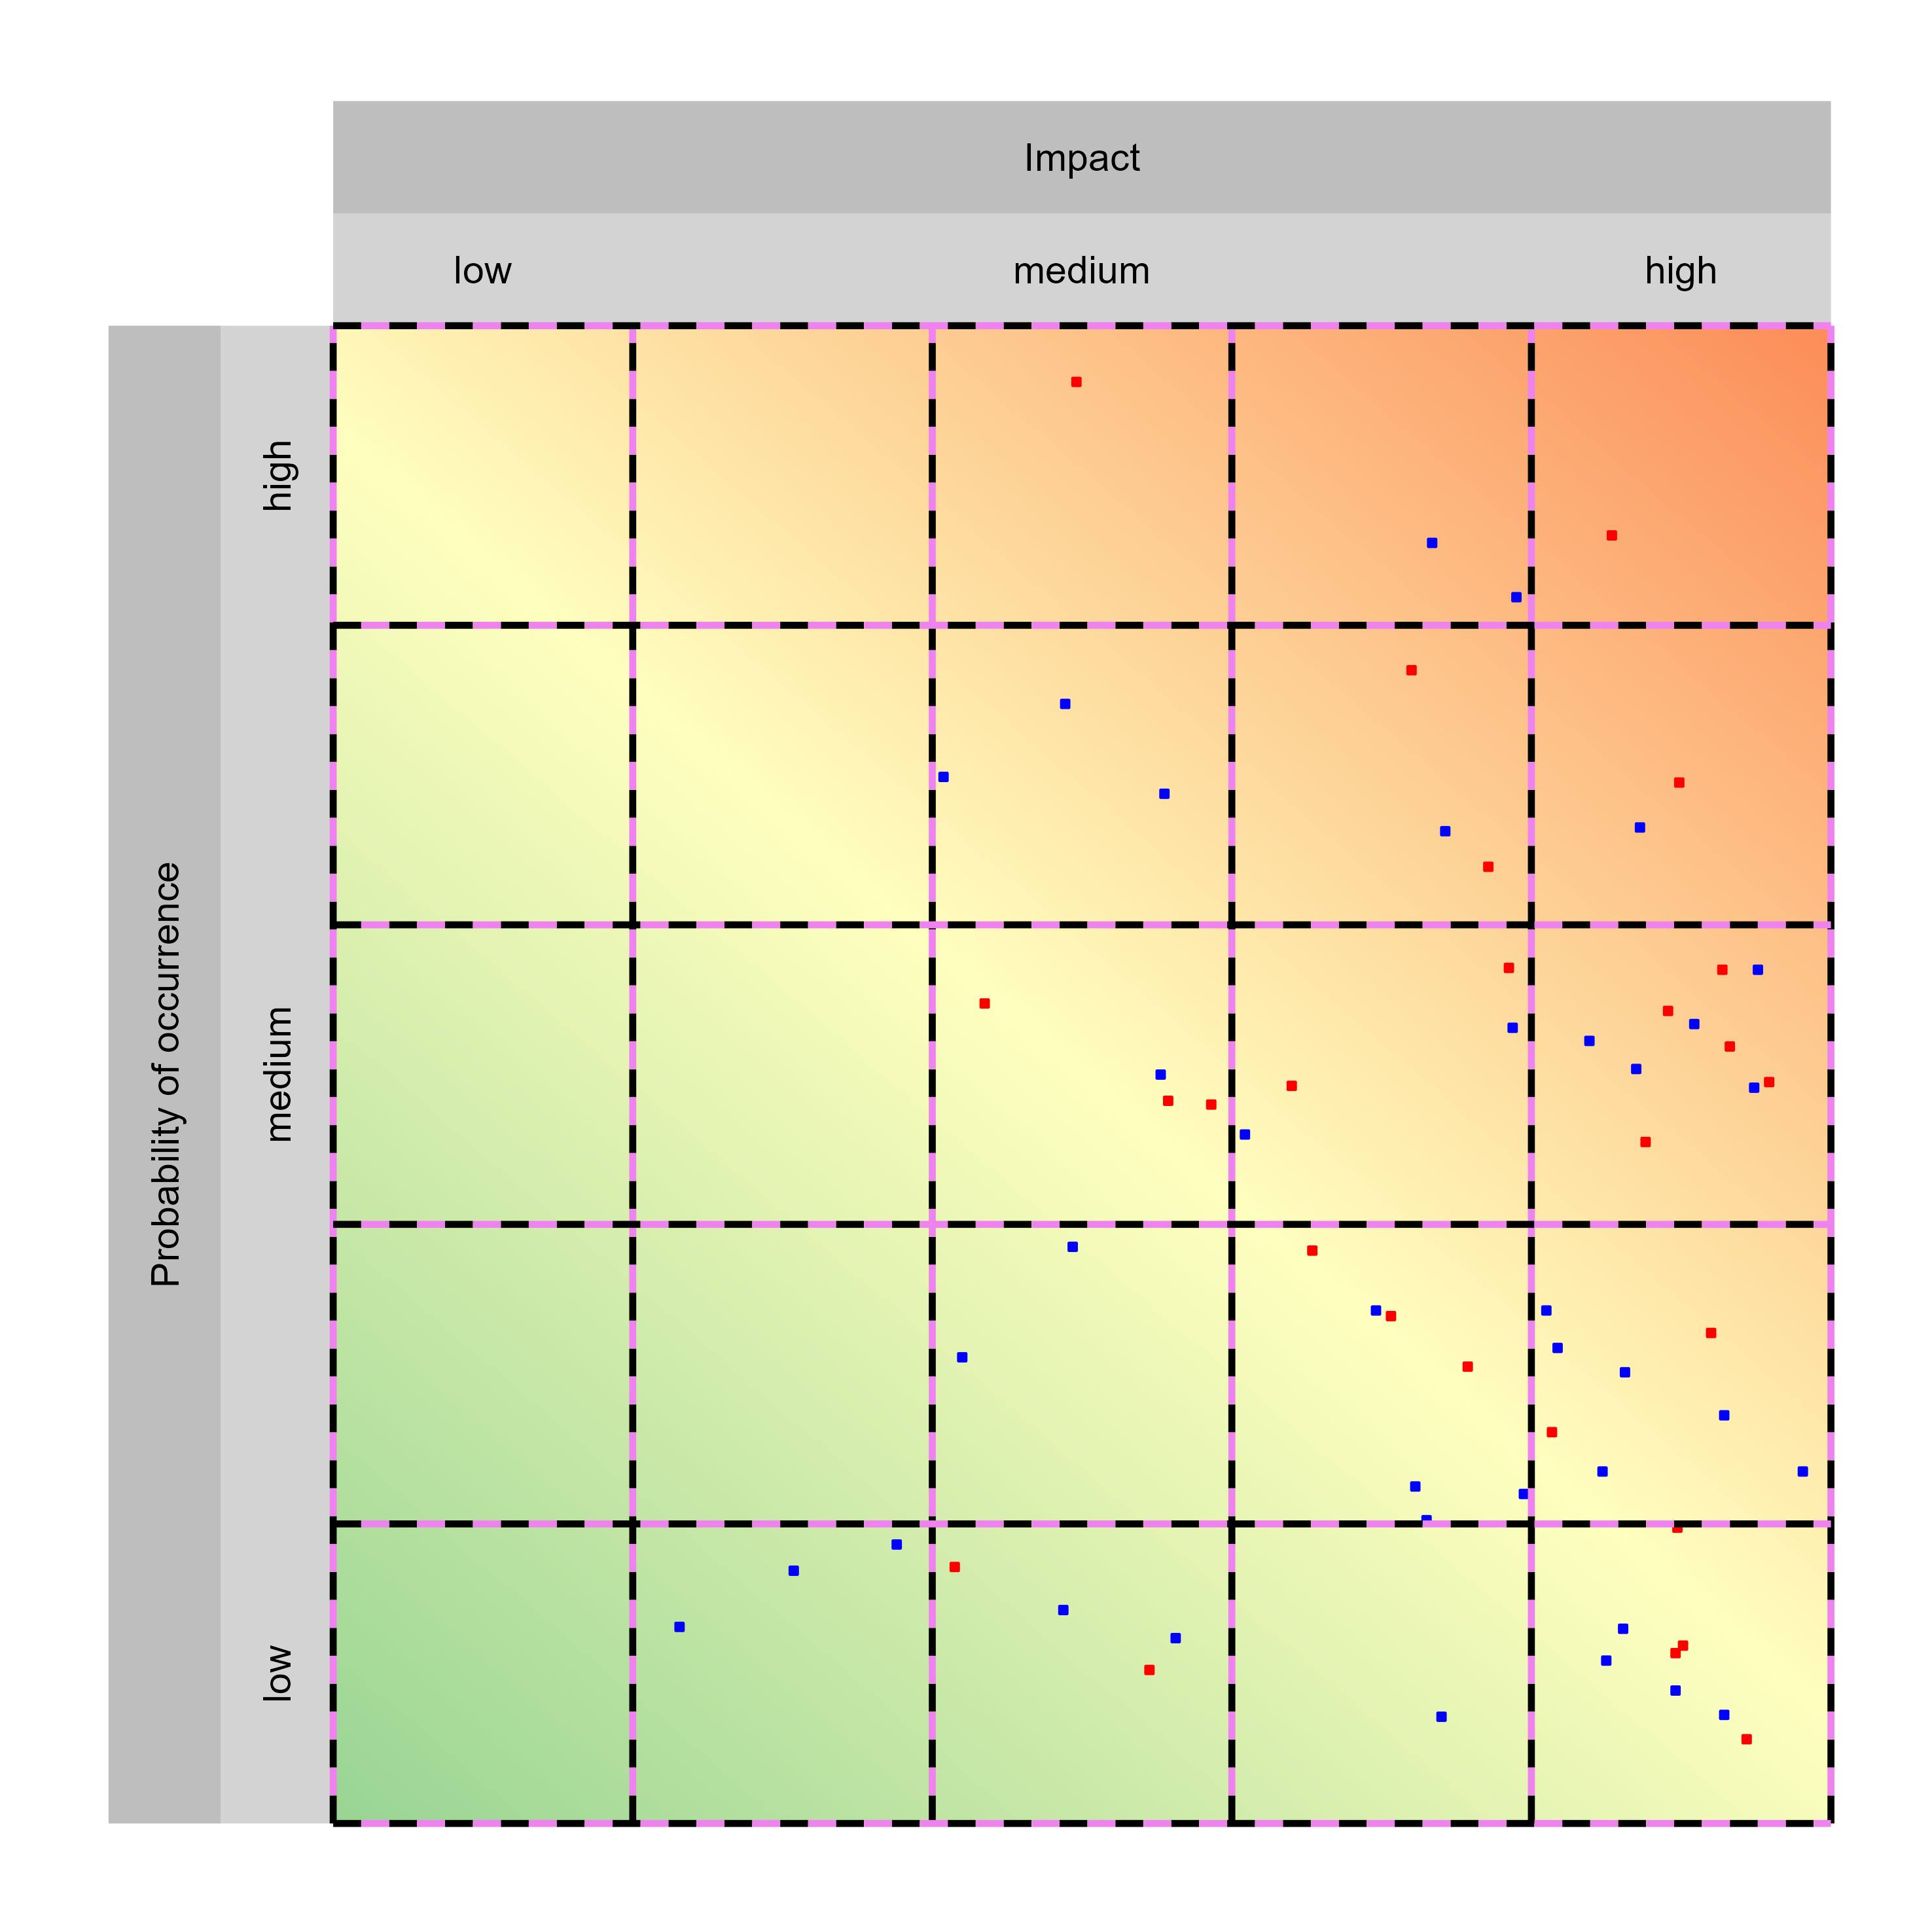 Impact
low
medium
high
Probability of occurrence
high
medium
low